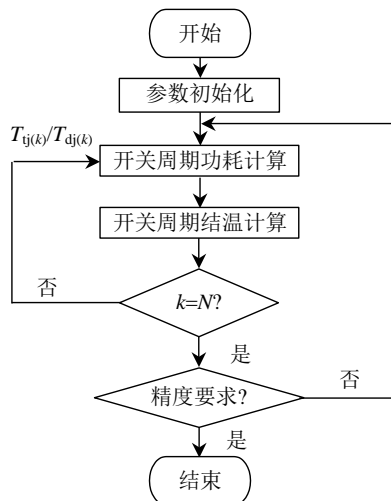 开始
参数初始化
Ttj(k)/Tdj(k)
开关周期功耗计算
开关周期结温计算
否
k=N?
是
精度要求?
否
是
结束